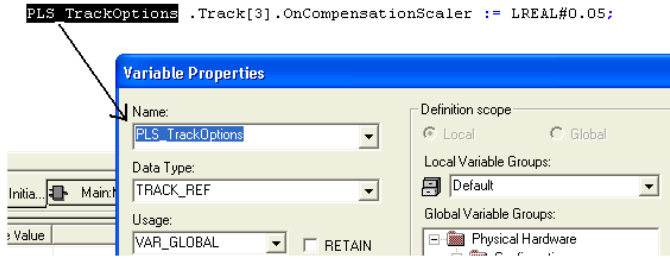 PLS_TrackOptions .Track[3].OnCompensationScaler := LREAL#0.05;
Variable Properties
Name:
PLS_TrackOptions
Data Type:
TRACK_REF
Usage:
VAR_GLOBAL
RETAIN
Definition scope
Local
Global
Local Variable Groups:
Default
Global Variable Groups:
Physical Hardware
Initia...
Main:
e Value